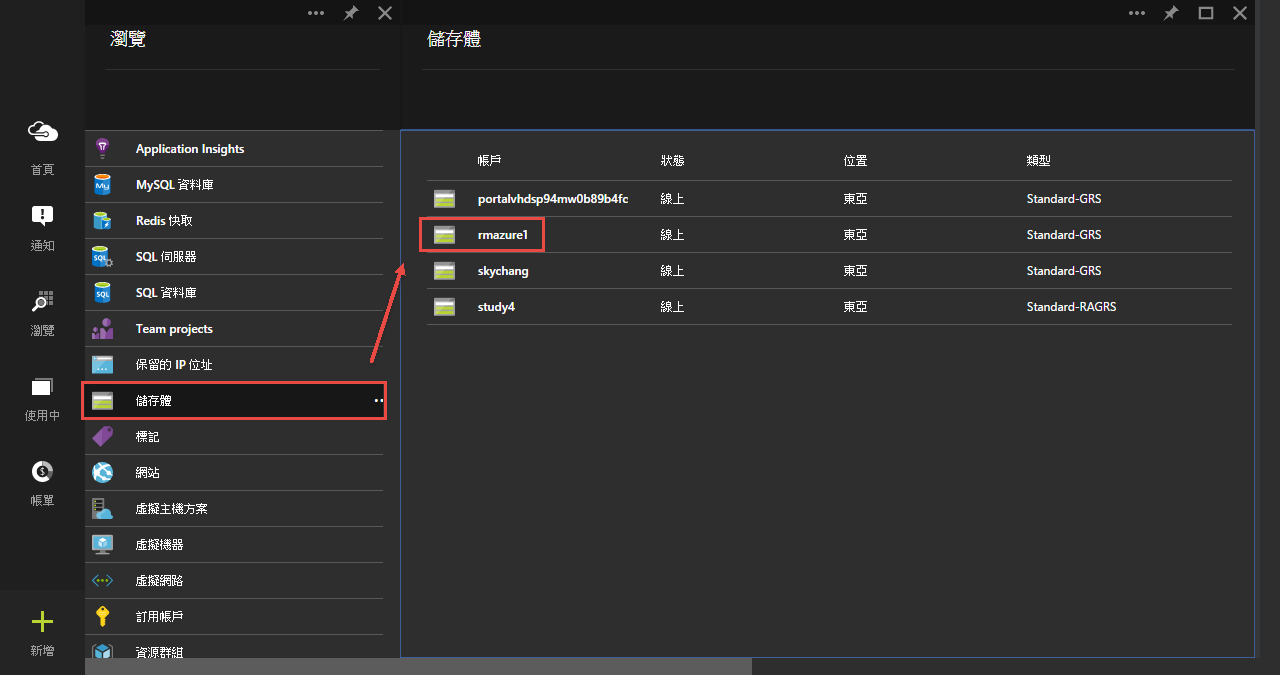 瀏覽
儲存體
首頁
通知
瀏覽
使用中
帳單
新增
Application Insights
MySQL 資料庫
Redis 快取
SQL 伺服器
SQL 資料庫
Team projects
保留的 IP 位址
儲存體
標記
網站
虛擬主機方案
虛擬機器
虛擬網路
訂用帳戶
資源群組
帳戶 狀態 位置 類型
portalvhdsp94mw0b89b4fc 線上 東亞 Standard-GRS
rmazure1 線上 東亞 Standard-GRS
skychang 線上 東亞 Standard-GRS
study4 線上 東亞 Standard-RAGRS